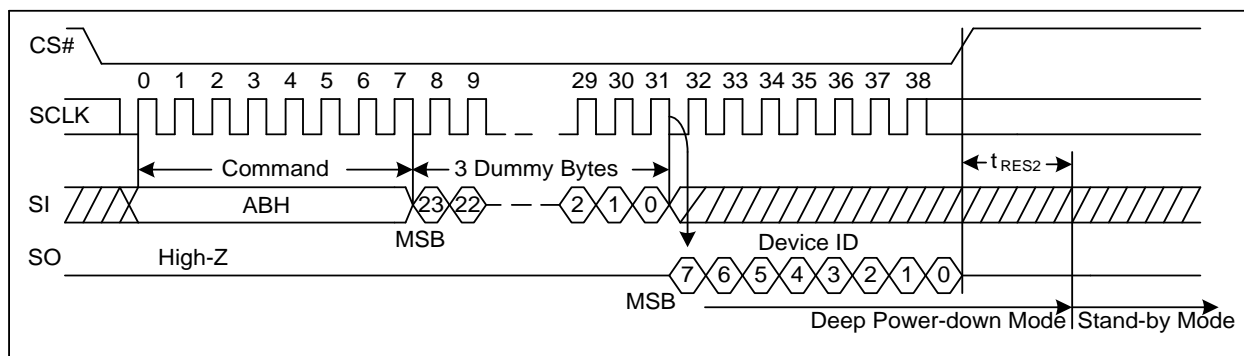 CS#
0 1 2 3 4 5 6 7 8 9 29 30 31 32 33 34 35 36 37 38
SCLK
Command 3 Dummy Bytes tRES2
SI ABH 23 22 2 1 0
MSB Device ID
SO High-Z 7 6 5 4 3 2 1 0
MSB
Deep Power-down Mode Stand-by Mode